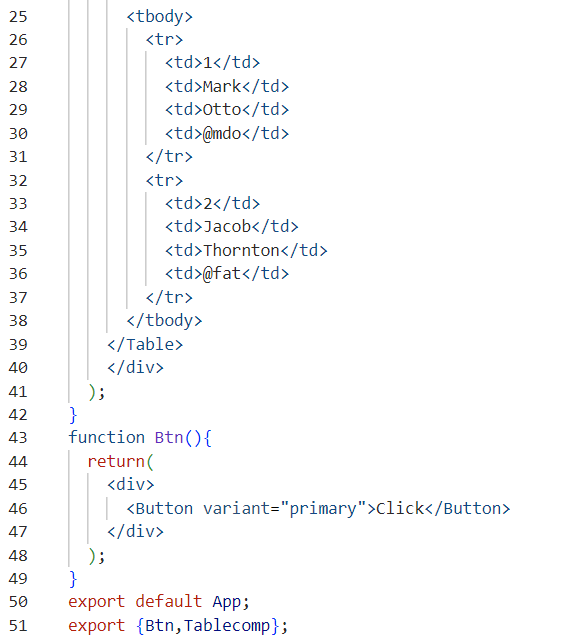 25 <tbody>
26 <tr>
27 <td>1</td>
28 <td>Mark</td>
29 <td>Otto</td>
30 <td>@mdo</td>
31 </tr>
32 <tr>
33 <td>2</td>
34 <td>Jacob</td>
35 <td>Thornton</td>
36 <td>@fat</td>
37 </tr>
38 </tbody>
39 </Table>
40 </div>
41 );
42 }
43 function Btn(){
44 return(
45 <div>
46 <Button variant="primary">Click</Button>
47 </div>
48 );
49 }
50 export default App;
51 export {Btn,Tablecomp};